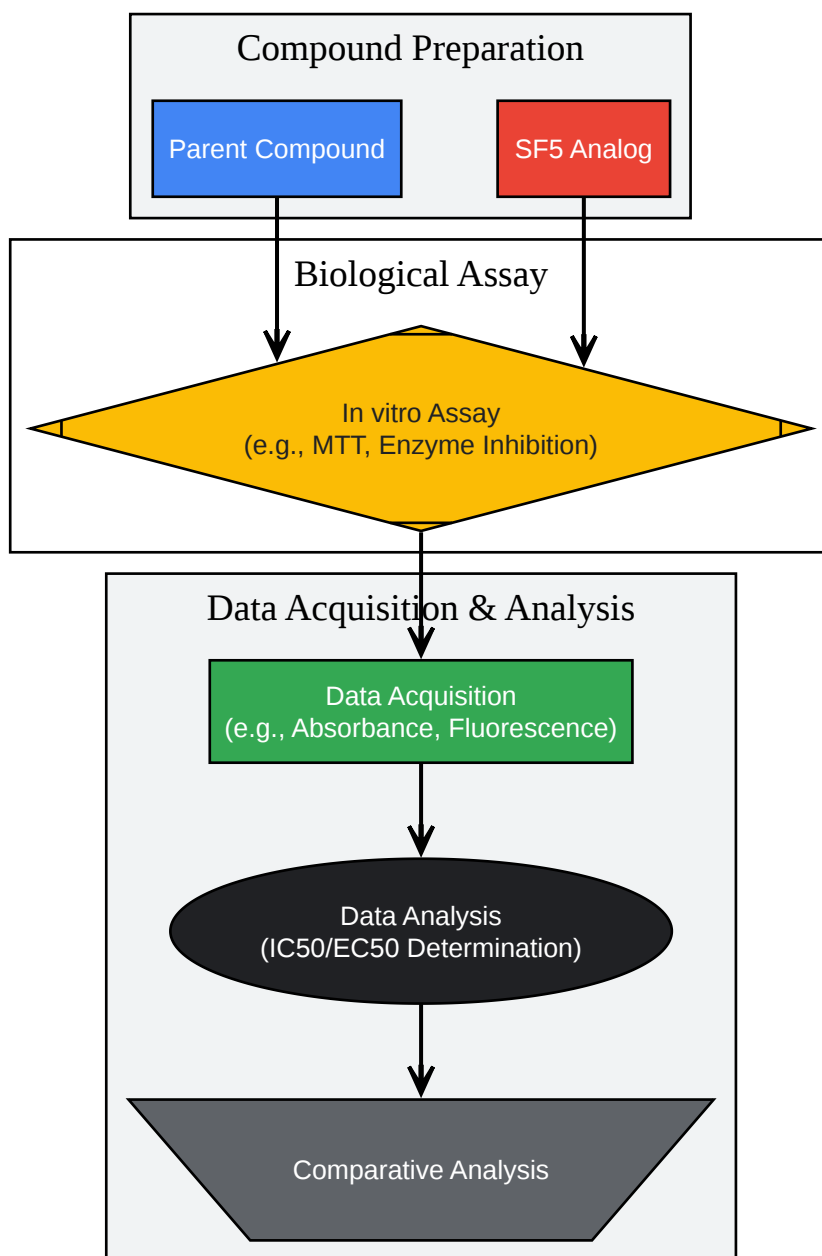 Compound Preparation
Parent Compound
SF5 Analog
Biological Assay
In vitro Assay
(e.g., MTT, Enzyme Inhibition)
Data Acquisition & Analysis
Data Acquisition
(e.g., Absorbance, Fluorescence)
Data Analysis
(IC50/EC50 Determination)
Comparative Analysis